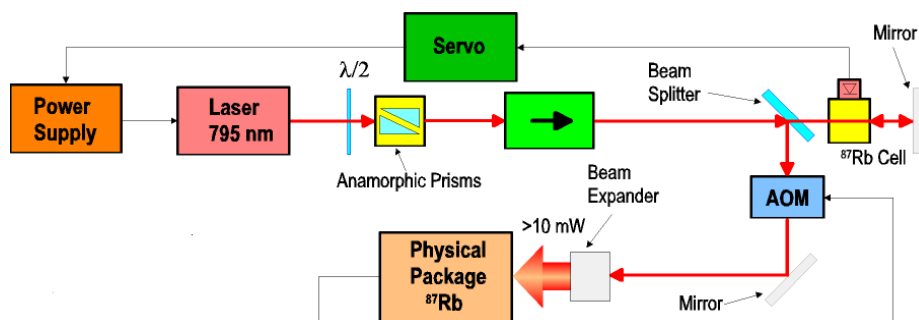 Servo
Mirror
λ/2
Beam
Splitter
Power
Supply
Laser
795 nm
Anamorphic Prisms
⁸⁷Rb Cell
Beam
Expander
AOM
>10 mW
Physical
Package
⁸⁷Rb
Mirror